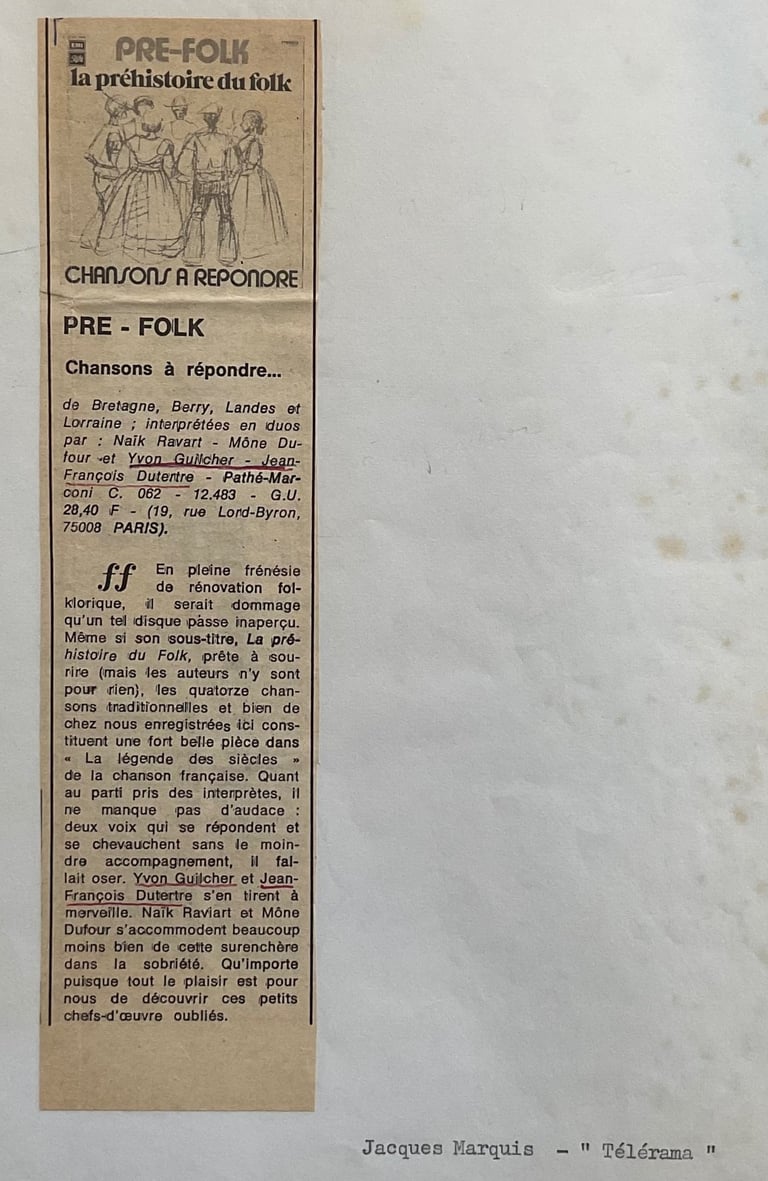 EMI
PRE-FOLK
la préhistoire du folk
CHANSONS A REPONDRE
PRE - FOLK
Chansons à répondre...
de Bretagne, Berry, Landes et
Lorraine ; interprétées en duos
par : Naïk Ravart - Mône Du-
four et Yvon Guilcher - Jean-
François Dutertre - Pathé-Mar-
coni C. 062 - 12.483 - G.U.
28,40 F - (19, rue Lord-Byron,
75008 PARIS).
ff En pleine frénésie
de rénovation fol-
klorique, il serait dommage
qu'un tel disque passe inaperçu.
Même si son sous-titre, La pré-
histoire du Folk, prête à sou-
rire (mais les auteurs n'y sont
pour rien), les quatorze chan-
sons traditionnelles et bien de
chez nous enregistrées ici cons-
tituent une fort belle pièce dans
« La légende des siècles »
de la chanson française. Quant
au parti pris des interprètes, il
ne manque pas d'audace :
deux voix qui se répondent et
se chevauchent sans le moin-
dre accompagnement, il fal-
lait oser. Yvon Guilcher et Jean-
François Dutertre s'en tirent à
merveille. Naïk Raviart et Mône
Dufour s'accommodent beaucoup
moins bien de cette surenchère
dans la sobriété. Qu'importe
puisque tout le plaisir est pour
nous de découvrir ces petits
chefs-d'œuvre oubliés.
Jacques Marquis - " Télérama "